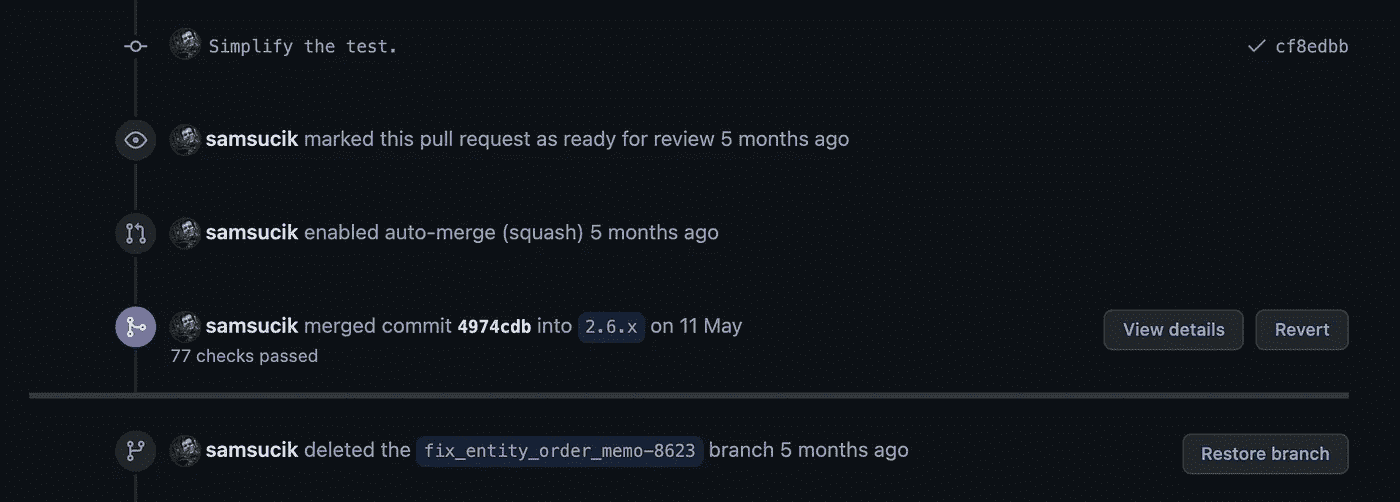 Simplify the test. cf8edbb
samsucik marked this pull request as ready for review 5 months ago
samsucik enabled auto-merge (squash) 5 months ago
samsucik merged commit 4974cdb into 2.6.x on 11 May View details Revert
77 checks passed
samsucik deleted the fix_entity_order_memo-8623 branch 5 months ago Restore branch